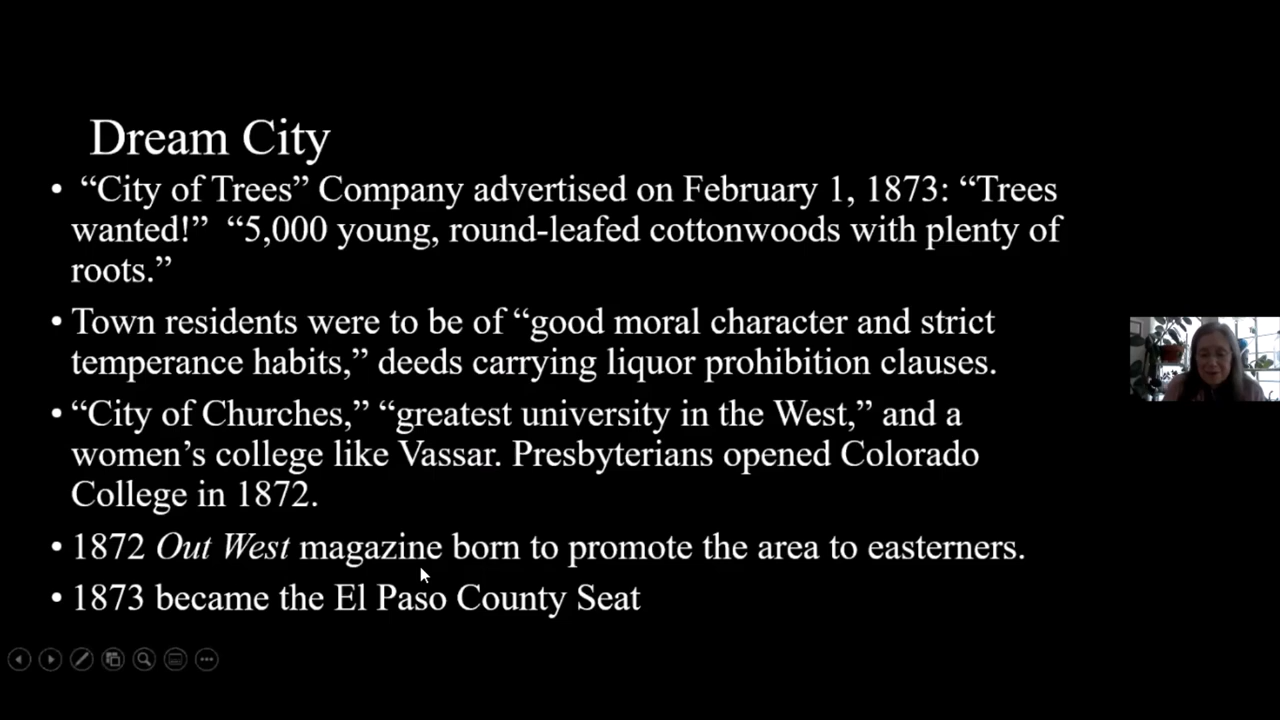 Dream City
• “City of Trees” Company advertised on February 1, 1873: “Trees
wanted!”  “5,000 young, round-leafed cottonwoods with plenty of
roots.”
• Town residents were to be of “good moral character and strict
temperance habits,” deeds carrying liquor prohibition clauses.
• “City of Churches,” “greatest university in the West,” and a
women’s college like Vassar. Presbyterians opened Colorado
College in 1872.
• 1872 Out West magazine born to promote the area to easterners.
• 1873 became the El Paso County Seat